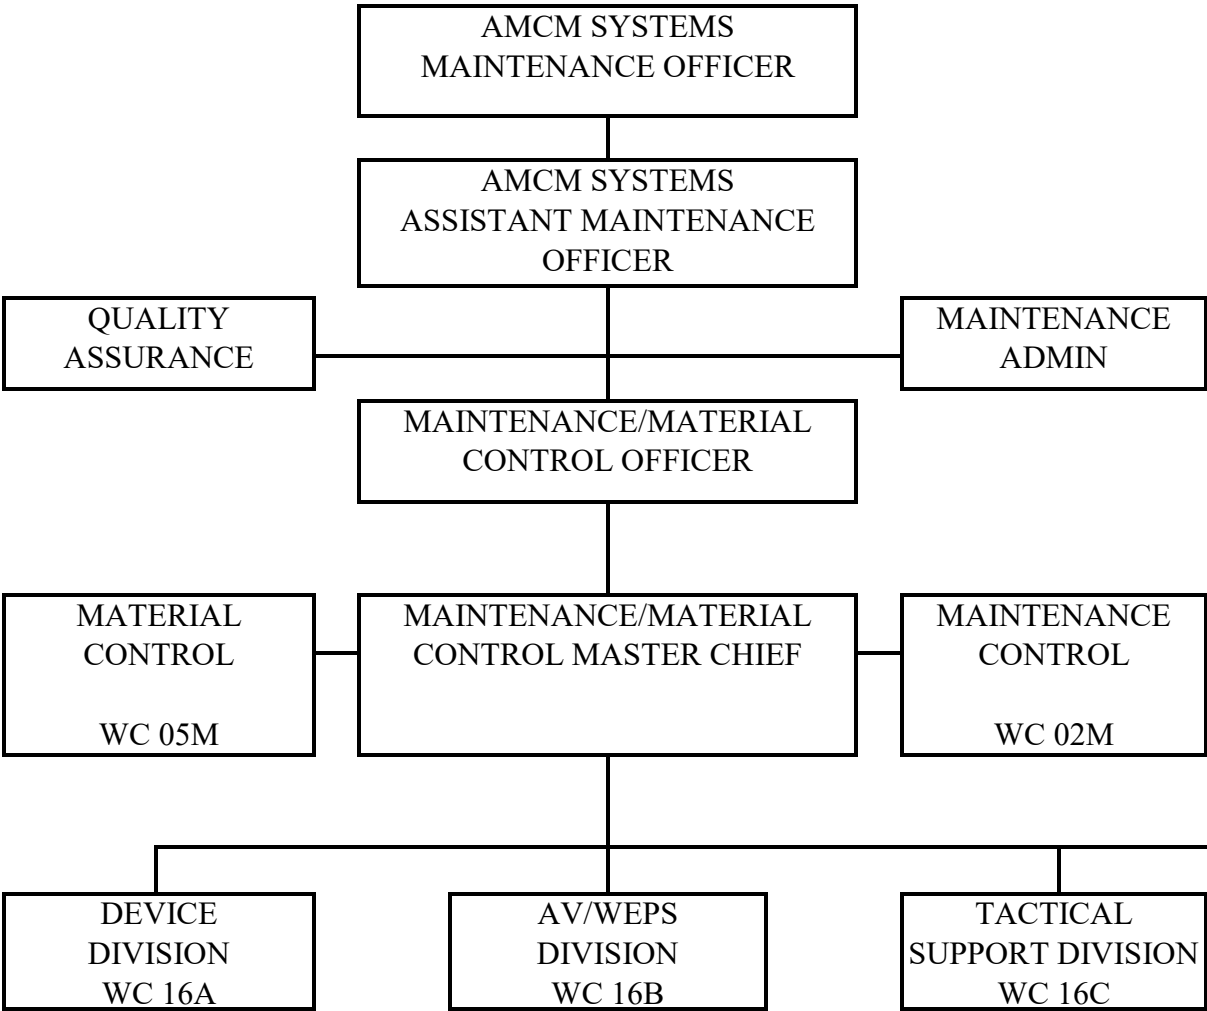 AMCM SYSTEMS
MAINTENANCE OFFICER
AMCM SYSTEMS
ASSISTANT MAINTENANCE
OFFICER
QUALITY
ASSURANCE
MAINTENANCE
ADMIN
MAINTENANCE/MATERIAL
CONTROL OFFICER
MATERIAL
CONTROL
WC 05M
MAINTENANCE/MATERIAL
CONTROL MASTER CHIEF
MAINTENANCE
CONTROL
WC 02M
DEVICE
DIVISION
WC 16A
AV/WEPS
DIVISION
WC 16B
TACTICAL
SUPPORT DIVISION
WC 16C